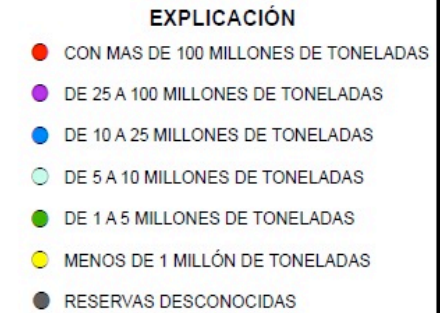 EXPLICACIÓN
CON MAS DE 100 MILLONES DE TONELADAS
DE 25 A 100 MILLONES DE TONELADAS
DE 10 A 25 MILLONES DE TONELADAS
DE 5 A 10 MILLONES DE TONELADAS
DE 1 A 5 MILLONES DE TONELADAS
MENOS DE 1 MILLÓN DE TONELADAS
RESERVAS DESCONOCIDAS